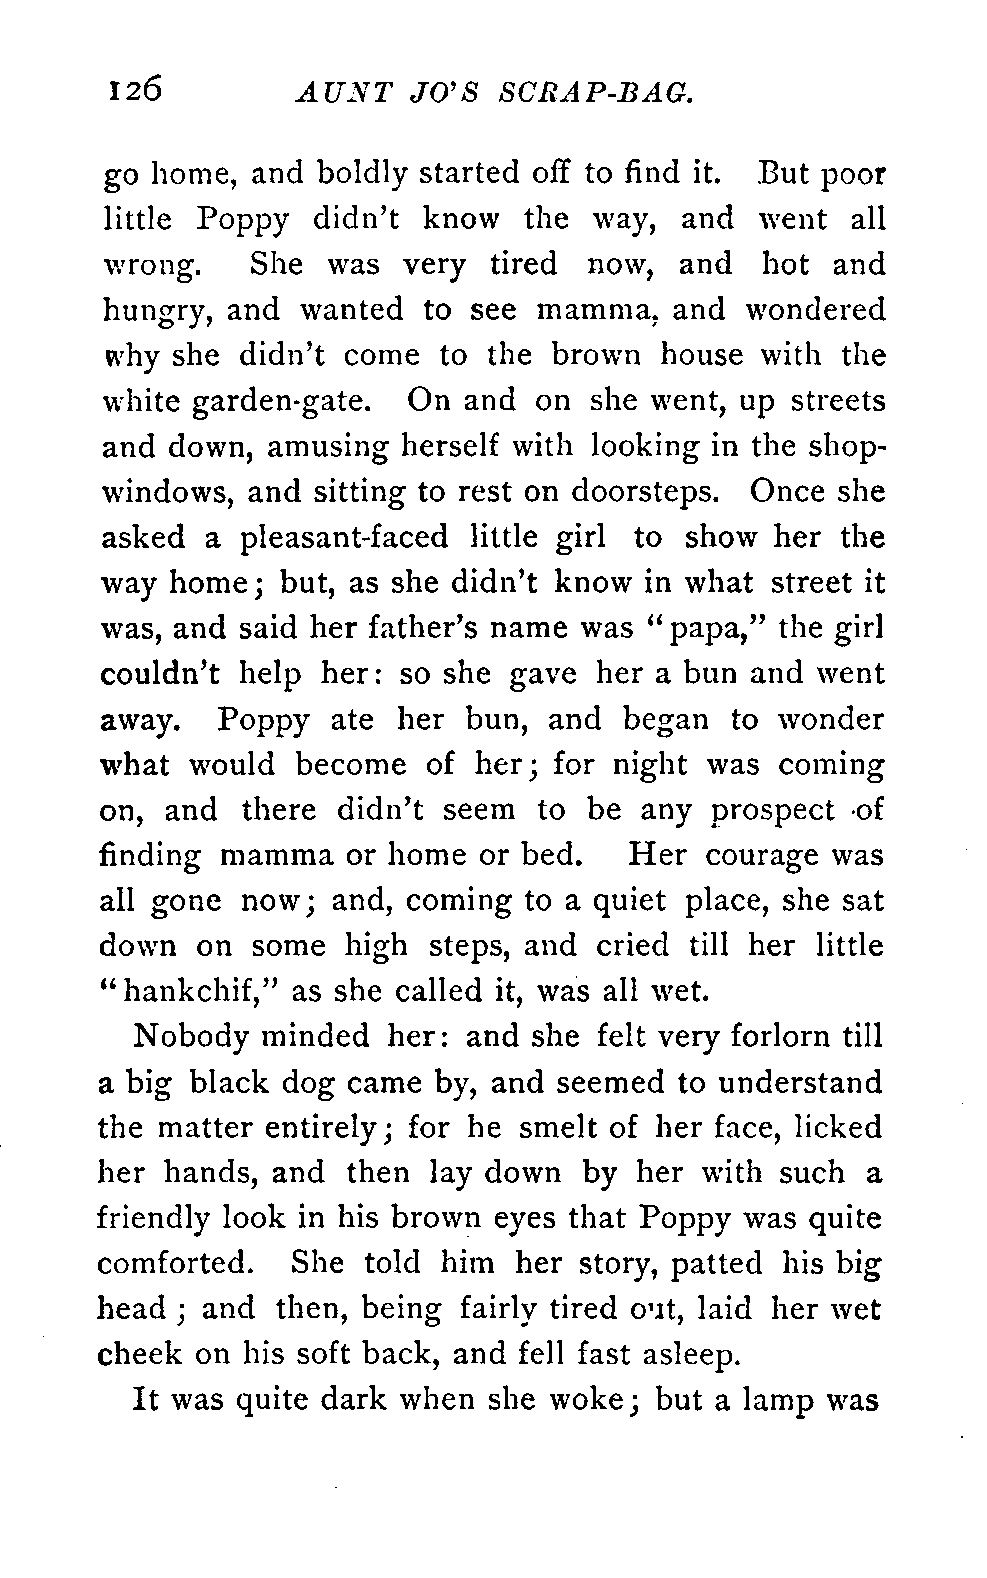 126 AUNT JO'S SCRAP-BAG.
go home, and boldly started off to find it. But poor
little Poppy didn't know the way, and went all
wrong. She was very tired now, and hot and
hungry, and wanted to see mamma, and wondered
why she didn't come to the brown house with the
white garden-gate. On and on she went, up streets
and down, amusing herself with looking in the shop-
windows, and sitting to rest on doorsteps. Once she
asked a pleasant-faced little girl to show her the
way home; but, as she didn't know in what street it
was, and said her father's name was "papa," the girl
couldn't help her: so she gave her a bun and went
away. Poppy ate her bun, and began to wonder
what would become of her; for night was coming
on, and there didn't seem to be any prospect of
finding mamma or home or bed. Her courage was
all gone now; and, coming to a quiet place, she sat
down on some high steps, and cried till her little
"hankchif," as she called it, was all wet.
Nobody minded her: and she felt very forlorn till
a big black dog came by, and seemed to understand
the matter entirely; for he smelt of her face, licked
her hands, and then lay down by her with such a
friendly look in his brown eyes that Poppy was quite
comforted. She told him her story, patted his big
head; and then, being fairly tired out, laid her wet
cheek on his soft back, and fell fast asleep.
It was quite dark when she woke; but a lamp was